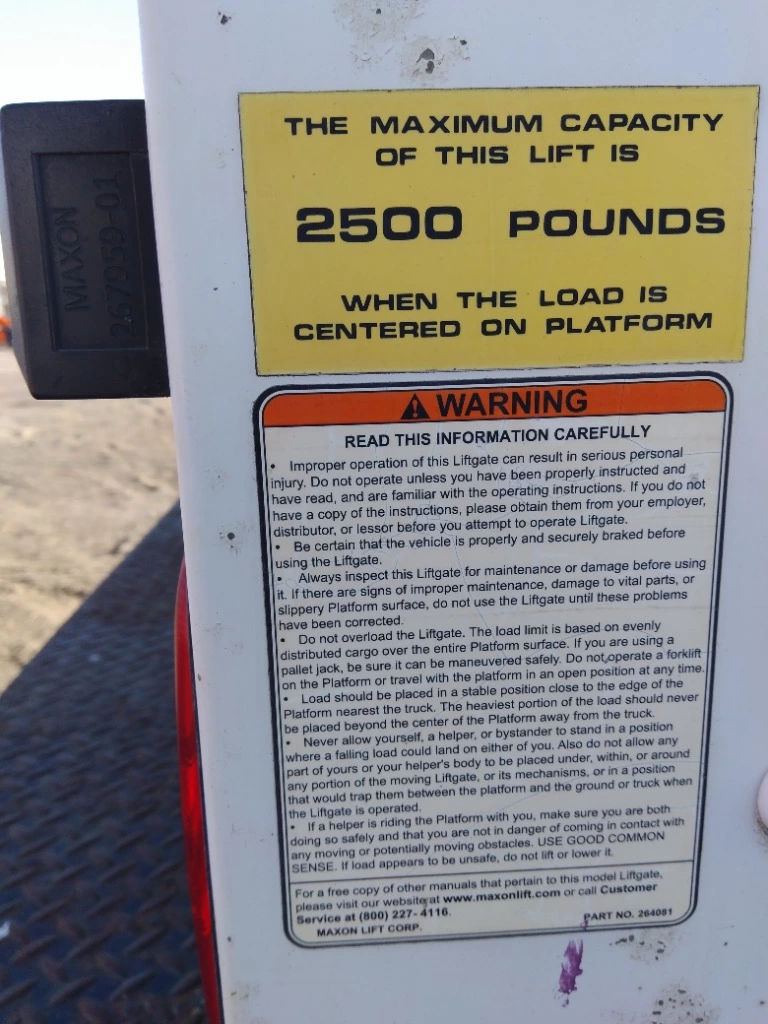 MAXON
267959-01
THE MAXIMUM CAPACITY
OF THIS LIFT IS
2500 POUNDS
WHEN THE LOAD IS
CENTERED ON PLATFORM
WARNING
READ THIS INFORMATION CAREFULLY
• Improper operation of this Liftgate can result in serious personal
injury. Do not operate unless you have been properly instructed and
have read, and are familiar with the operating instructions. If you do not
have a copy of the instructions, please obtain them from your employer,
distributor, or lessor before you attempt to operate Liftgate.
• Be certain that the vehicle is properly and securely braked before
using the Liftgate.
• Always inspect this Liftgate for maintenance or damage before using
it. If there are signs of improper maintenance, damage to vital parts, or
slippery Platform surface, do not use the Liftgate until these problems
have been corrected.
• Do not overload the Liftgate. The load limit is based on evenly
distributed cargo over the entire Platform surface. If you are using a
pallet jack, be sure it can be maneuvered safely. Do not operate a forklift
on the Platform or travel with the platform in an open position at any time.
• Load should be placed in a stable position close to the edge of the
Platform nearest the truck. The heaviest portion of the load should never
be placed beyond the center of the Platform away from the truck.
• Never allow yourself, a helper, or bystander to stand in a position
where a falling load could land on either of you. Also do not allow any
part of yours or your helper's body to be placed under, within, or around
any portion of the moving Liftgate, or its mechanisms, or in a position
that would trap them between the platform and the ground or truck when
the Liftgate is operated.
• If a helper is riding the Platform with you, make sure you are both
doing so safely and that you are not in danger of coming in contact with
any moving or potentially moving obstacles. USE GOOD COMMON
SENSE. If load appears to be unsafe, do not lift or lower it.
For a free copy of other manuals that pertain to this model Liftgate,
please visit our website at www.maxonlift.com or call Customer
Service at (800) 227-4116.
MAXON LIFT CORP.
PART NO. 264081